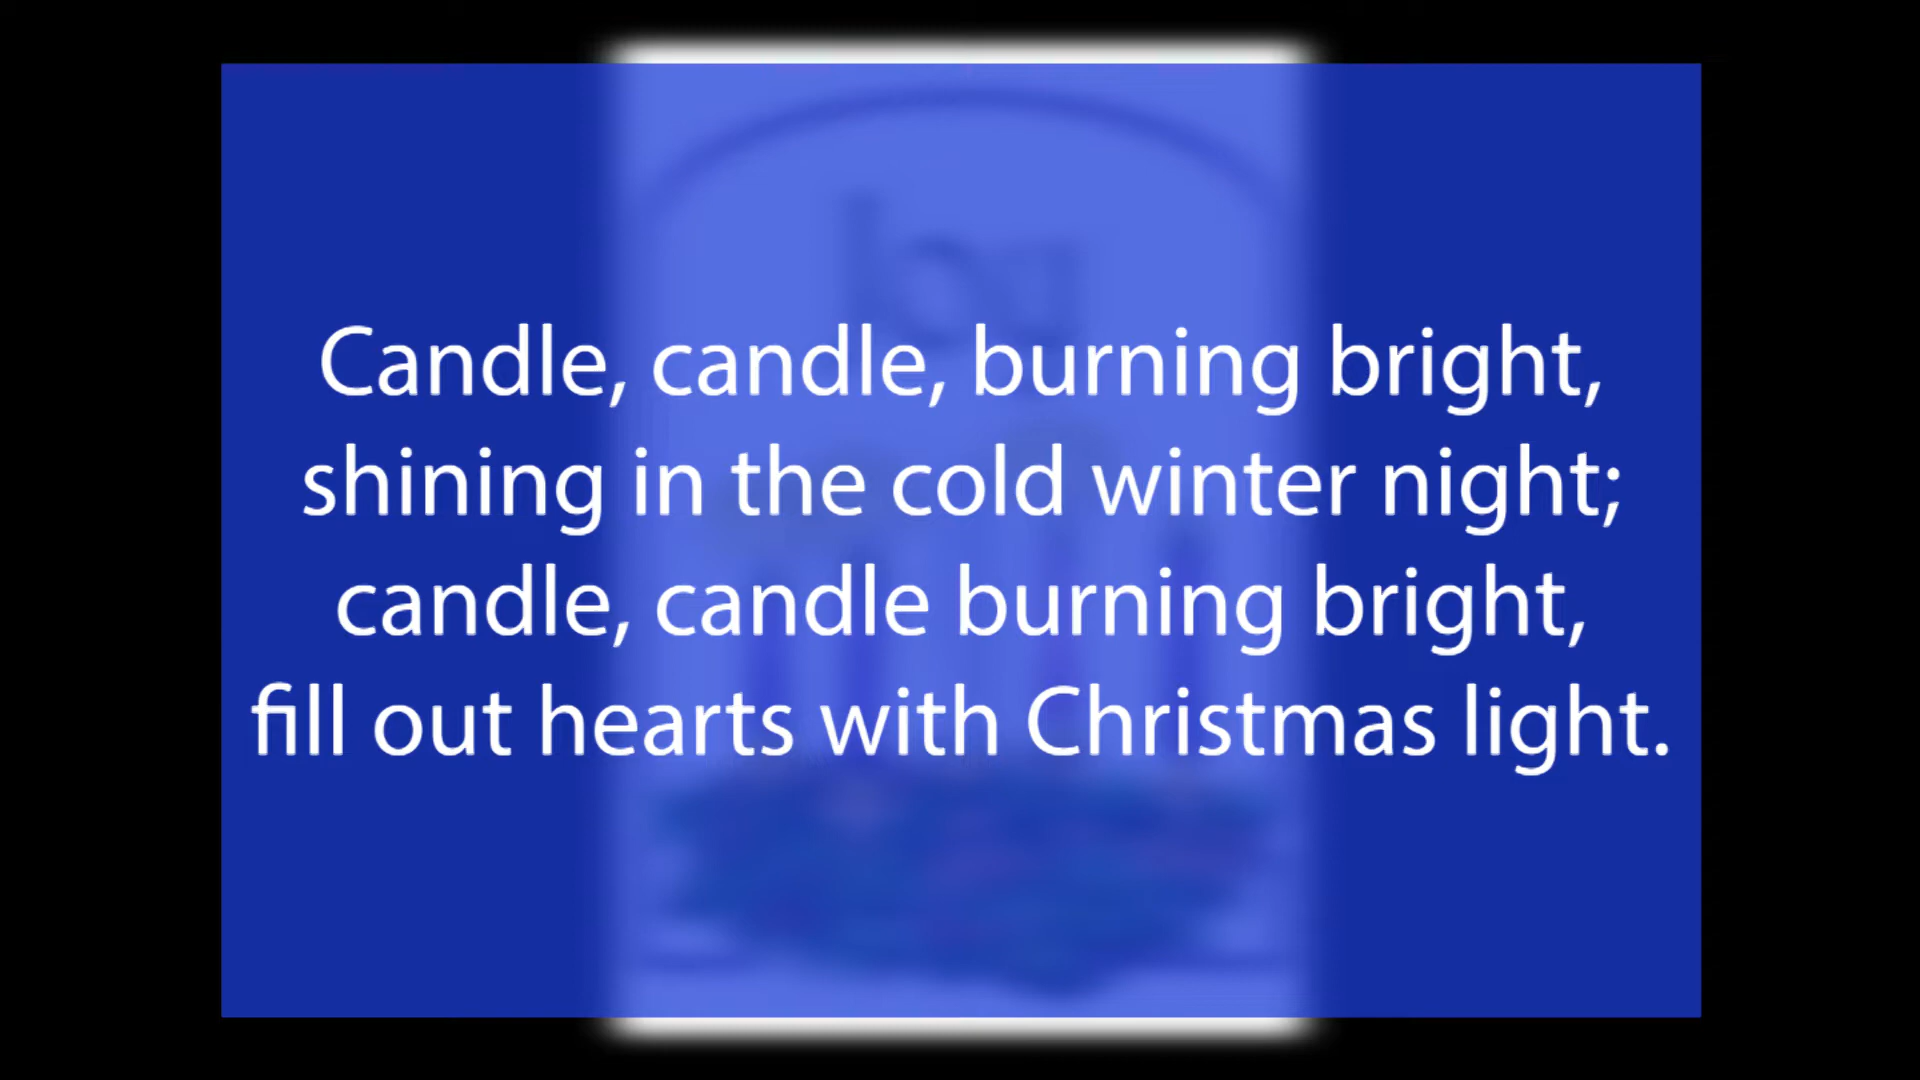 Candle, candle, burning bright,
shining in the cold winter night;
candle, candle burning bright,
fill out hearts with Christmas light.